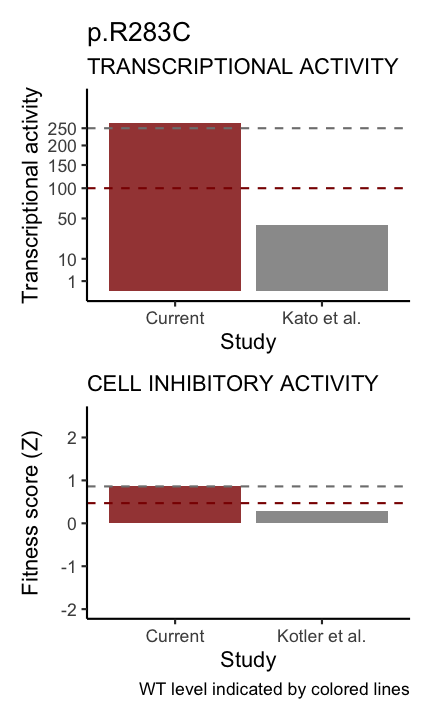 p.R283C
TRANSCRIPTIONAL ACTIVITY
Transcriptional activity
250
200
150
100
50
10
1
Current
Kato et al.
Study
CELL INHIBITORY ACTIVITY
Fitness score (Z)
2
1
0
-1
-2
Current
Kotler et al.
Study
WT level indicated by colored lines